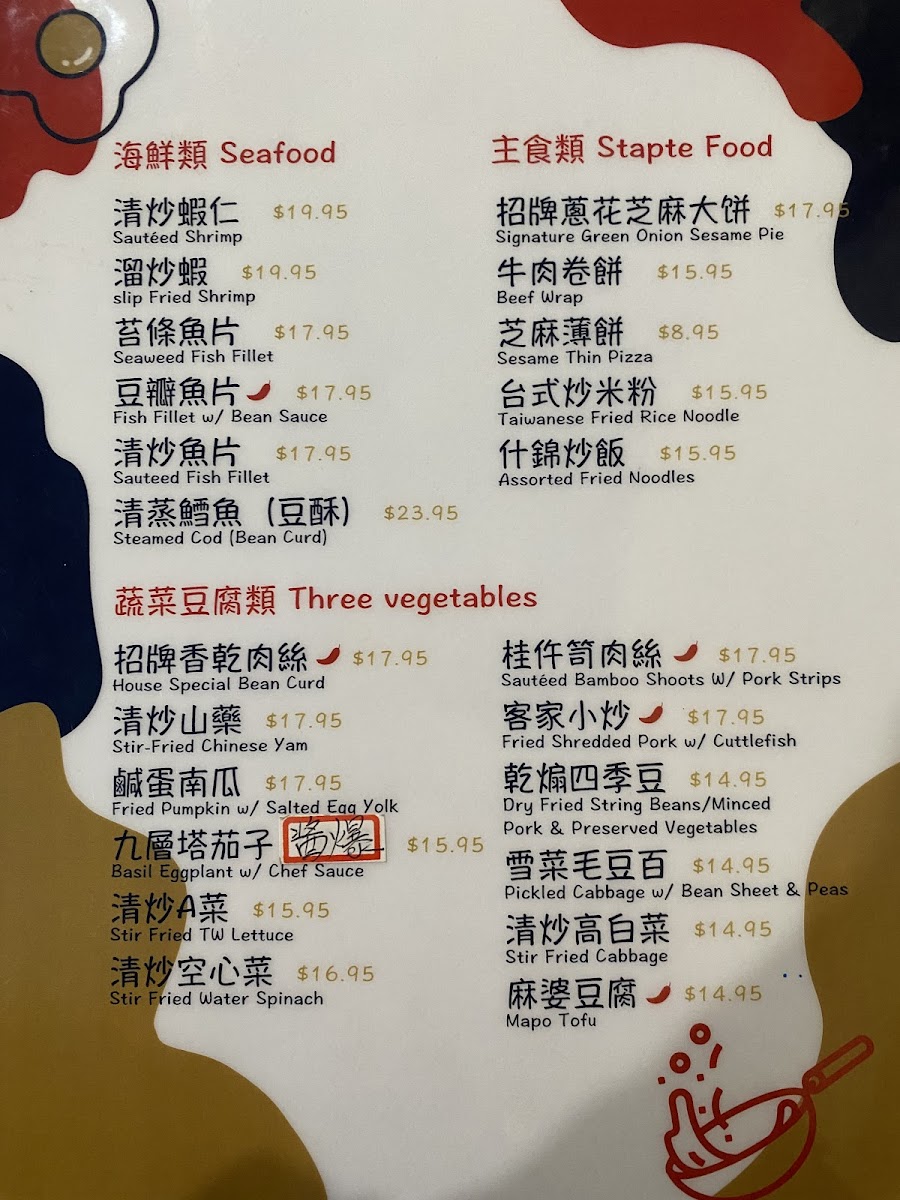 海鮮類 Seafood
清炒蝦仁 $19.95
Sautéed Shrimp
溜炒蝦 $19.95
slip Fried Shrimp
苔條魚片 $17.95
Seaweed Fish Fillet
豆瓣魚片 $17.95
Fish Fillet w/ Bean Sauce
清炒魚片 $17.95
Sauteed Fish Fillet
清蒸鱈魚 (豆酥) $23.95
Steamed Cod (Bean Curd)
主食類 Stapte Food
招牌蔥花芝麻大饼 $17.95
Signature Green Onion Sesame Pie
牛肉卷餅 $15.95
Beef Wrap
芝麻薄餅 $8.95
Sesame Thin Pizza
台式炒米粉 $15.95
Taiwanese Fried Rice Noodle
什錦炒飯 $15.95
Assorted Fried Noodles
蔬菜豆腐類 Three vegetables
招牌香乾肉絲 $17.95
House Special Bean Curd
清炒山藥 $17.95
Stir-Fried Chinese Yam
鹹蛋南瓜 $17.95
Fried Pumpkin w/ Salted Egg Yolk
九層塔茄子 醬爆 $15.95
Basil Eggplant w/ Chef Sauce
清炒A菜 $15.95
Stir Fried TW Lettuce
清炒空心菜 $16.95
Stir Fried Water Spinach
桂仵笴肉絲 $17.95
Sautéed Bamboo Shoots W/ Pork Strips
客家小炒 $17.95
Fried Shredded Pork w/ Cuttlefish
乾煸四季豆 $14.95
Dry Fried String Beans/Minced
Pork & Preserved Vegetables
雪菜毛豆百 $14.95
Pickled Cabbage w/ Bean Sheet & Peas
清炒高白菜 $14.95
Stir Fried Cabbage
麻婆豆腐 $14.95
Mapo Tofu